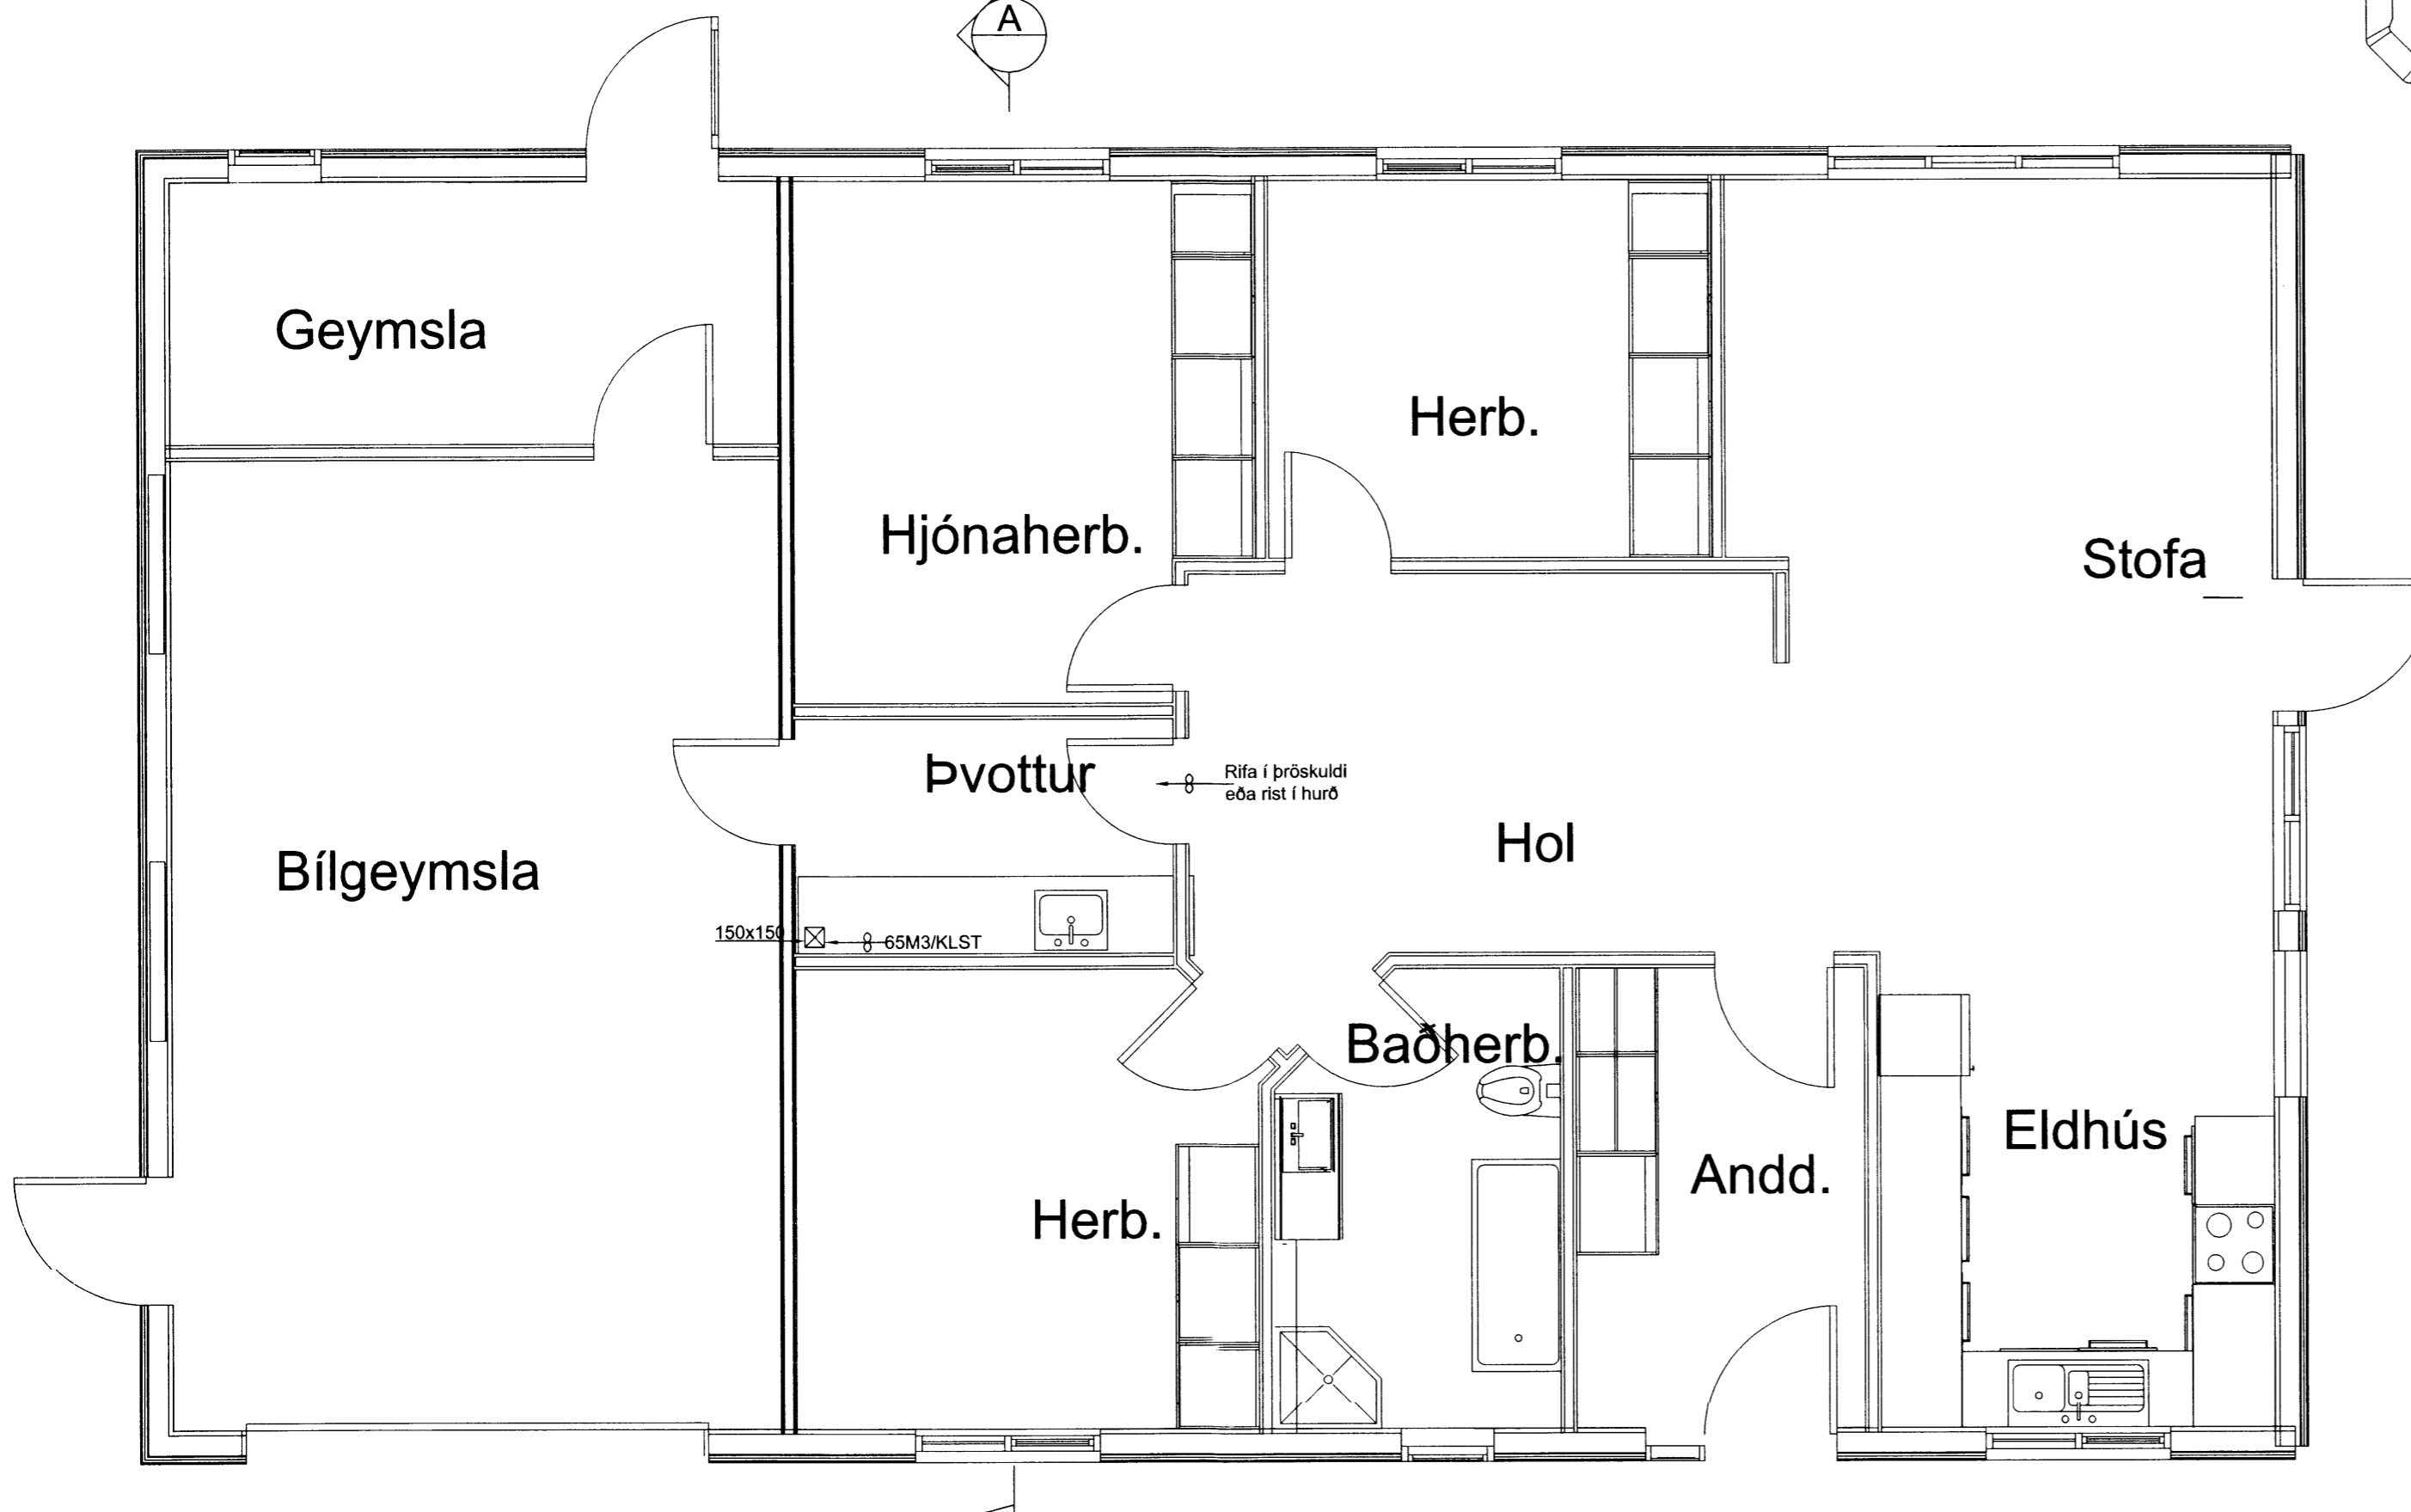 A
Geymsla
Herb.
Hjónaherb.
Stofa
Þvottur
Rifa í þröskuldi
eða rist í hurð
Hol
Bílgeymsla
150x150
65M3/KLST
Baðherb.
Eldhús
Andd.
Herb.